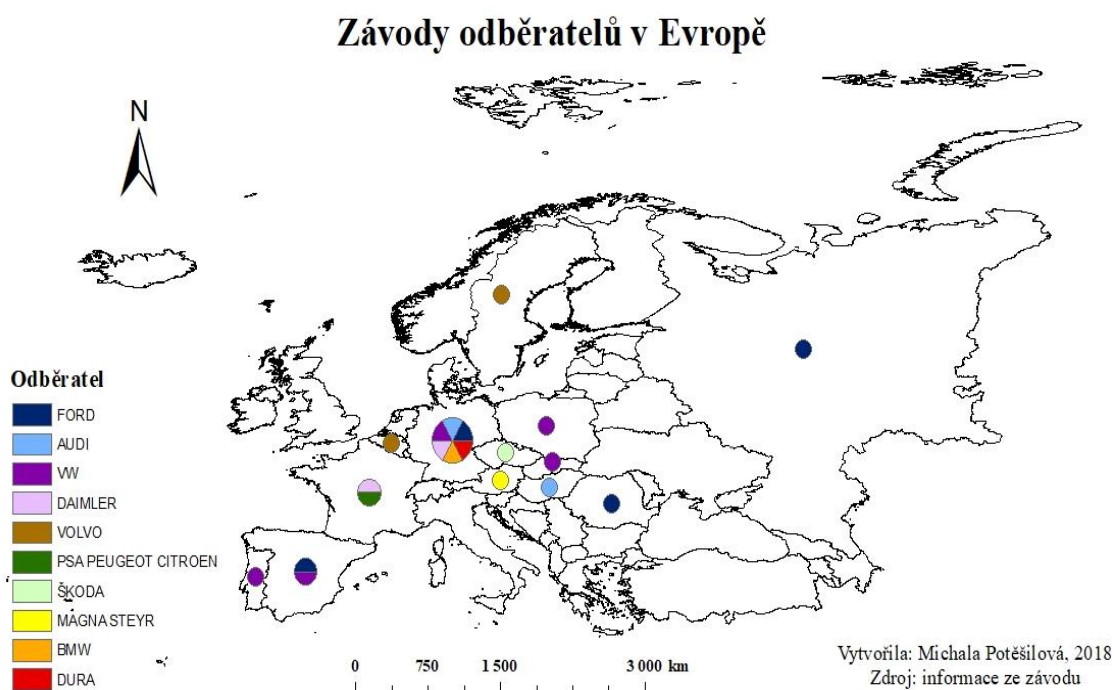 Závody odběratelů v Evropě
N
Odběratel
FORD
AUDI
VW
DAIMLER
VOLVO
PSA PEUGEOT CITROEN
ŠKODA
MAGNA STEYR
BMW
DURA
0 750 1 500 3 000 km
Vytvořila: Michala Potěšilová, 2018
Zdroj: informace ze závodu